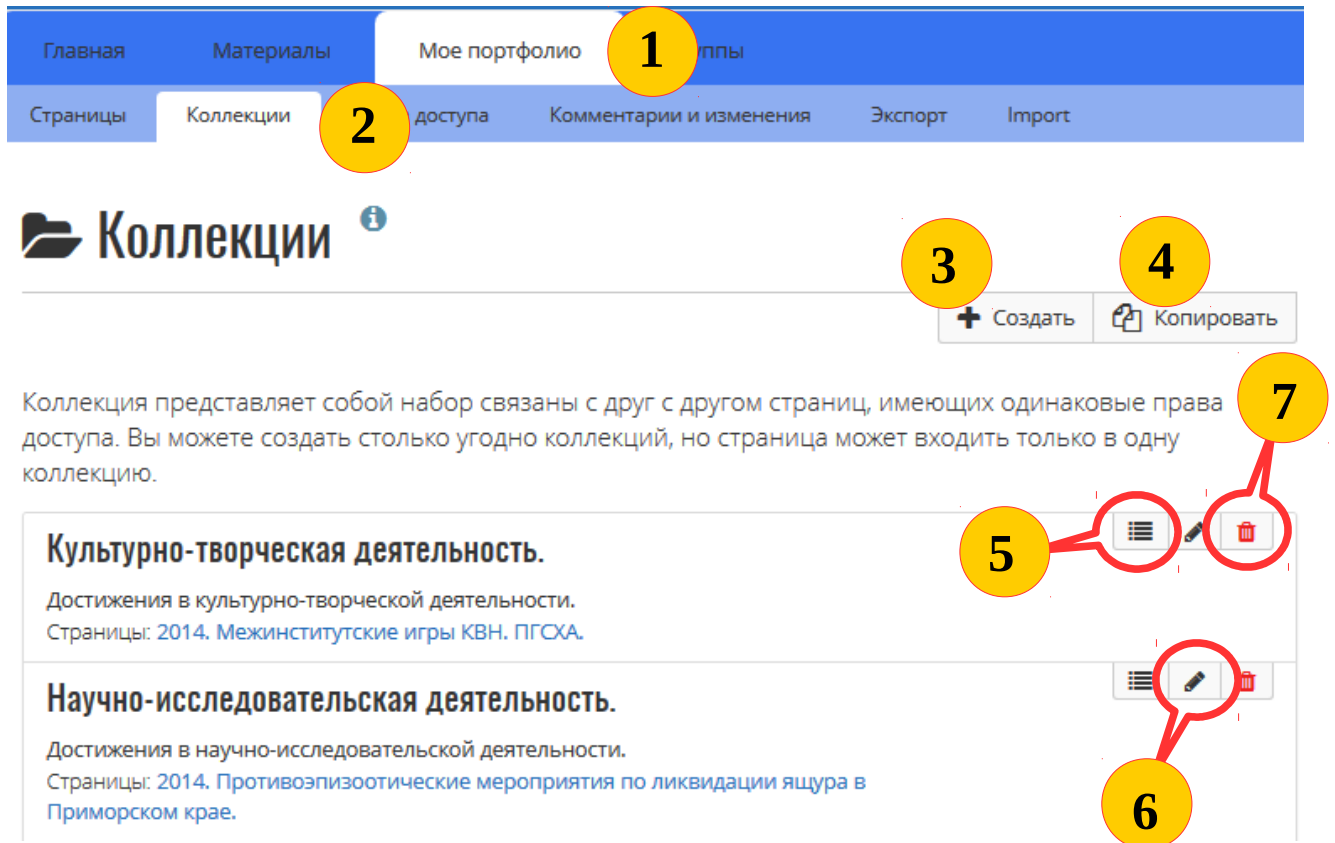 Главная Материалы Мое портфолио 1 ппы
Страницы Коллекции 2 доступа Комментарии и изменения Экспорт Import
Коллекции
3 4
Создать Копировать
7
Коллекция представляет собой набор связаны с друг с другом страниц, имеющих одинаковые права
доступа. Вы можете создать столько угодно коллекций, но страница может входить только в одну
коллекцию.
Культурно-творческая деятельность.
5
Достижения в культурно-творческой деятельности.
Страницы: 2014. Межинститутские игры КВН. ПГСХА.
Научно-исследовательская деятельность.
Достижения в научно-исследовательской деятельности.
Страницы: 2014. Противоэпизоотические мероприятия по ликвидации ящура в
Приморском крае.
6